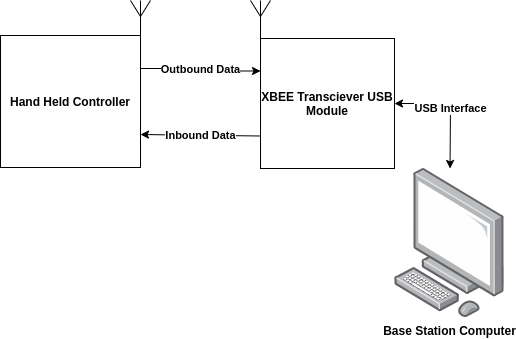 Outbound Data
Hand Held Controller
XBEE Transciever USB
Module
USB Interface
Inbound Data
Base Station Computer